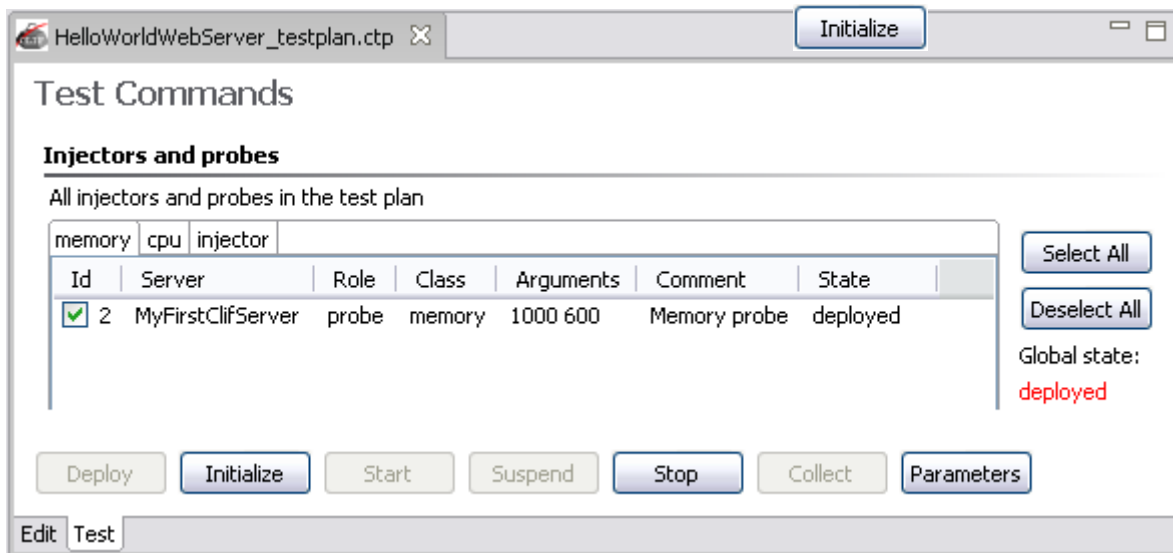 HelloWorldWebServer_testplan.ctp Initialize
Test Commands
Injectors and probes
All injectors and probes in the test plan
memory cpu injector
Id Server Role Class Arguments Comment State
2 MyFirstClifServer probe memory 1000 600 Memory probe deployed
Select All
Deselect All
Global state:
deployed
Deploy Initialize Start Suspend Stop Collect Parameters
Edit Test